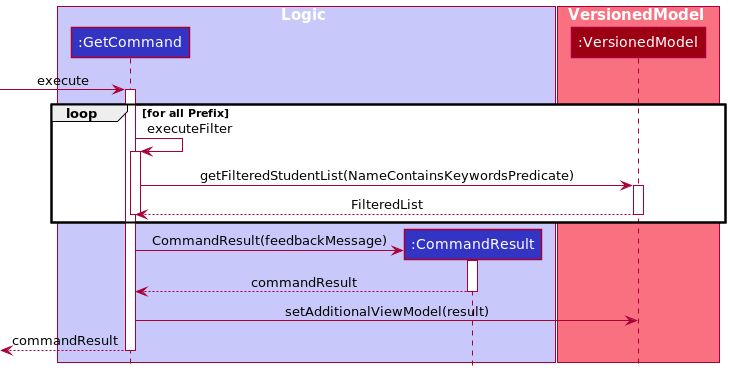 Logic
VersionedModel
:GetCommand
:VersionedModel
execute
loop
[for all Prefix]
executeFilter
getFilteredStudentList(NameContainsKeywordsPredicate)
FilteredList
CommandResult(feedbackMessage)
:CommandResult
commandResult
setAdditionalViewModel(result)
commandResult